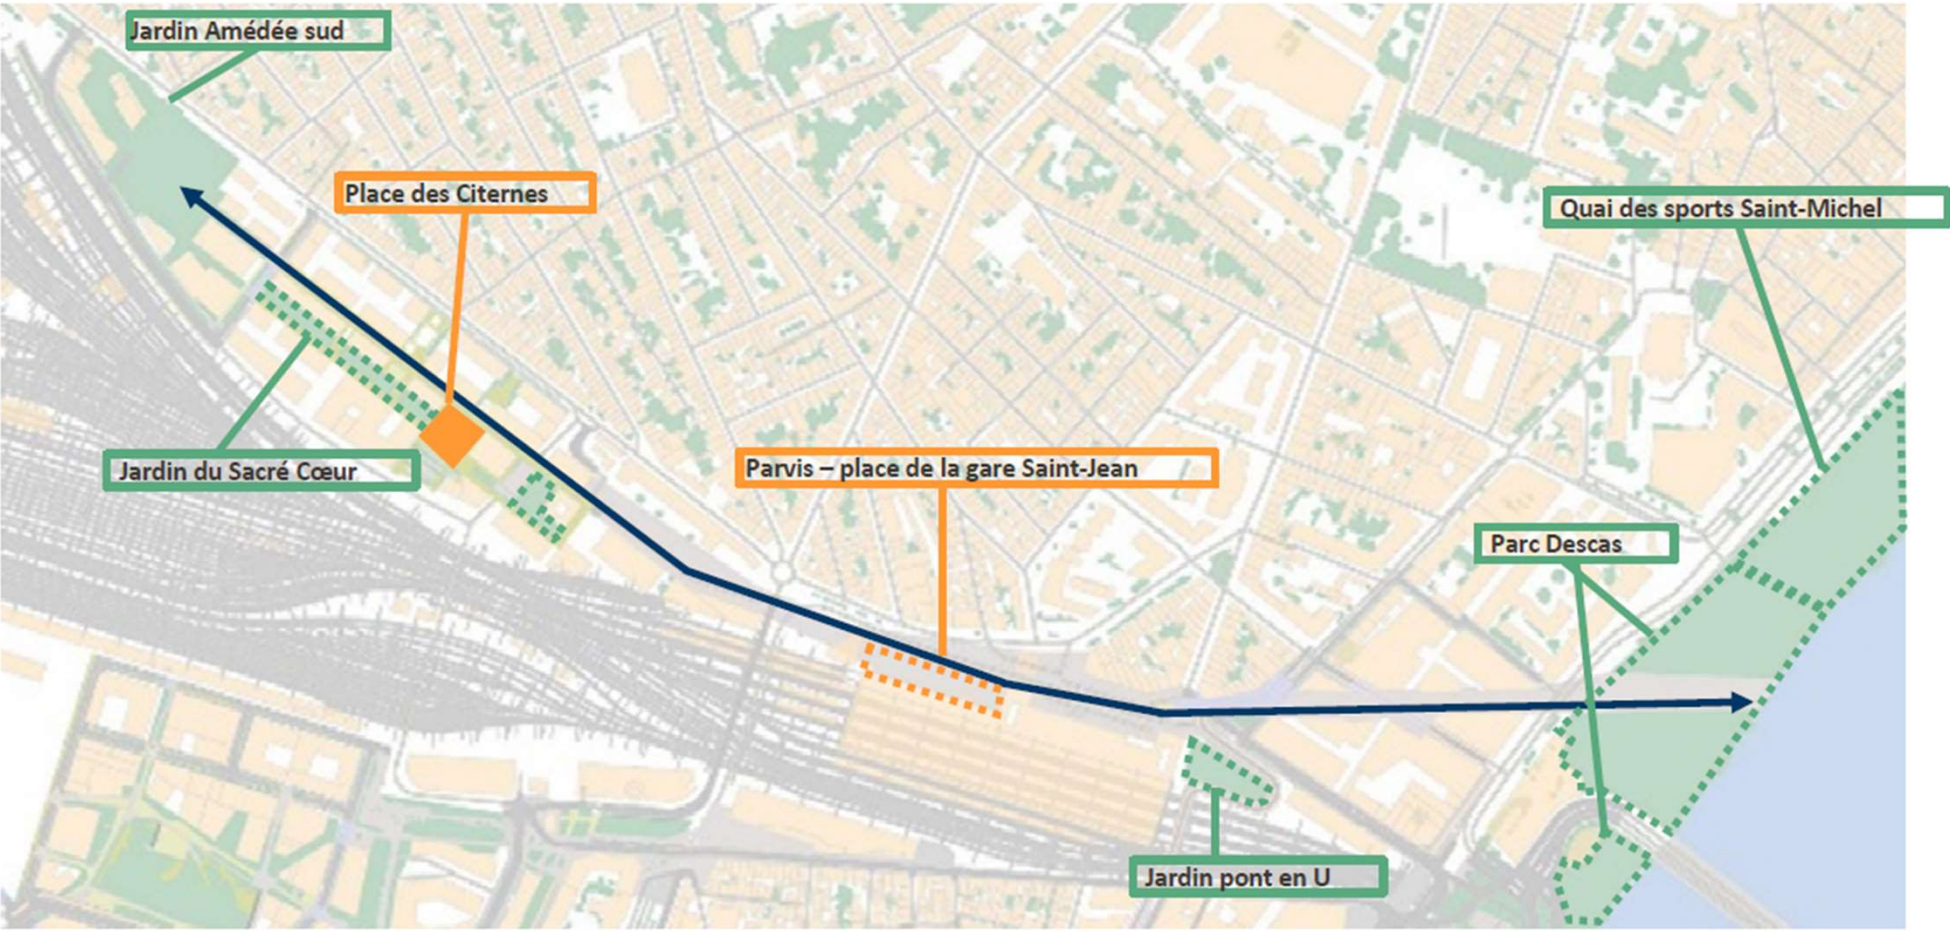 Jardin Amédée sud
Place des Citernes
Quai des sports Saint-Michel
Jardin du Sacré Cœur
Parvis – place de la gare Saint-Jean
Parc Descas
Jardin pont en U